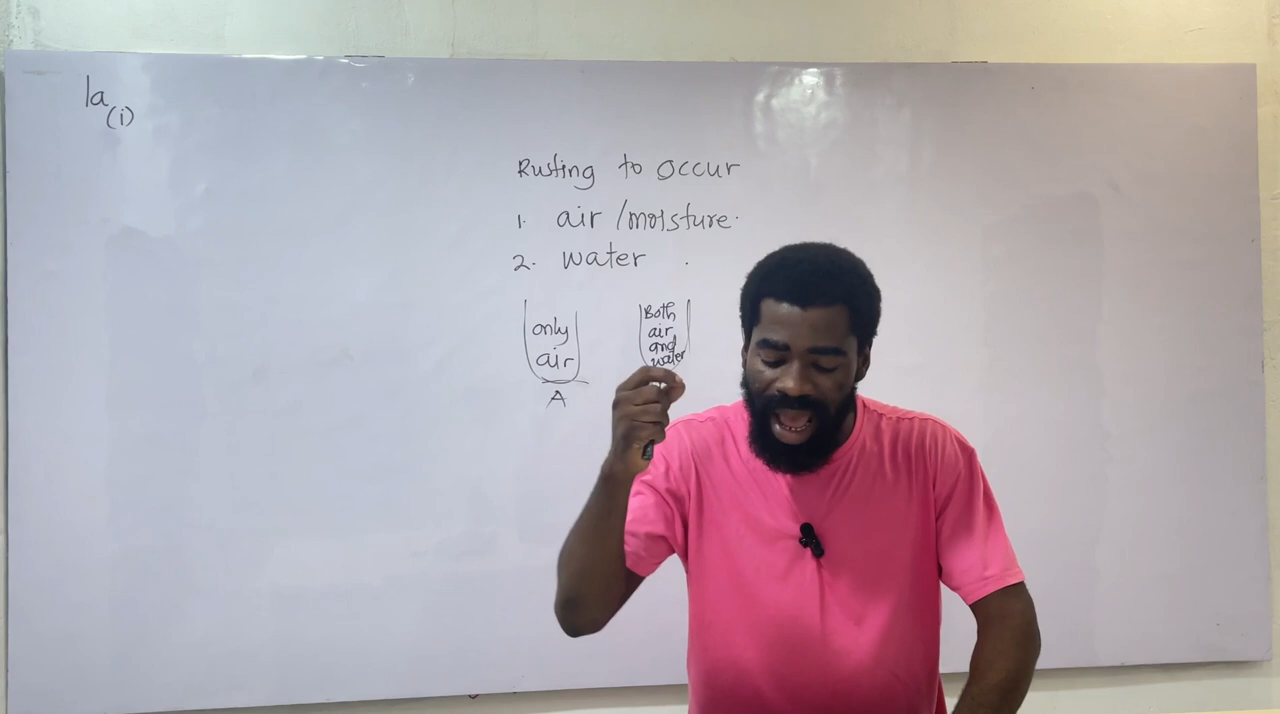 1a
(i)
Rusting to occur
1. air/moisture.
2. water.
only
air
A
Both
air
and
water